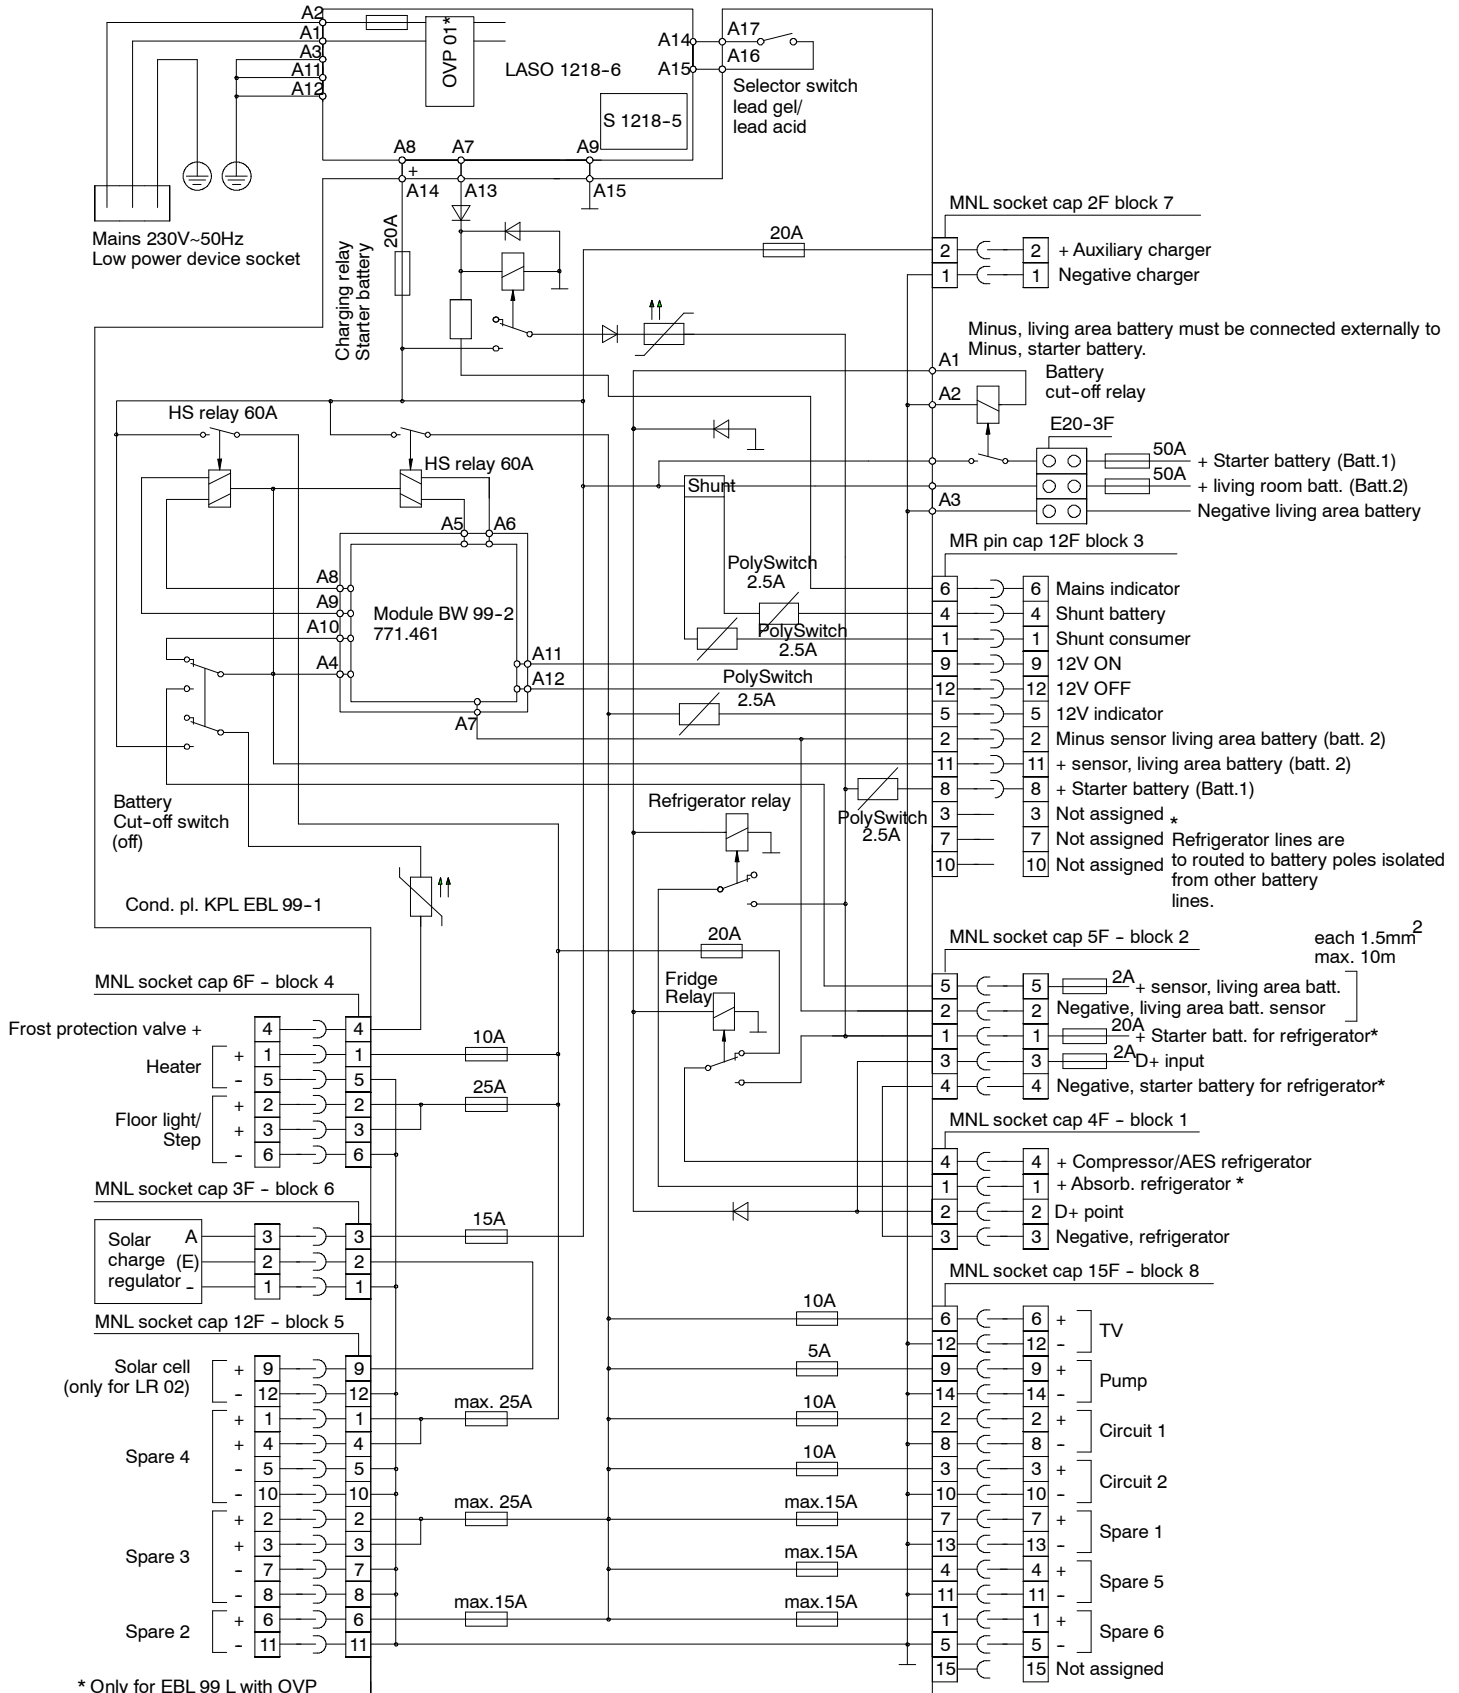 A2
A1
A3
A11
A12
OVP 01*
LASO 1218-6
S 1218-5
A14
A15
A17
A16
Selector switch
lead gel/
lead acid
A8
A7
A9
+
A14
A13
A15
Mains 230V~50Hz
Low power device socket
20A
Charging relay
Starter battery
20A
MNL socket cap 2F block 7
2 2 + Auxiliary charger
1 1 Negative charger
Minus, living area battery must be connected externally to
Minus, starter battery.
A1
Battery
cut-off relay
A2
E20-3F
50A
+ Starter battery (Batt.1)
50A
+ living room batt. (Batt.2)
A3
Negative living area battery
HS relay 60A
HS relay 60A
Shunt
A5
A6
A8
A9
A10
A4
Module BW 99-2
771.461
A11
A12
A7
PolySwitch
2.5A
PolySwitch
2.5A
PolySwitch
2.5A
PolySwitch
2.5A
MR pin cap 12F block 3
6 6 Mains indicator
4 4 Shunt battery
1 1 Shunt consumer
9 9 12V ON
12 12 12V OFF
5 5 12V indicator
2 2 Minus sensor living area battery (batt. 2)
11 11 + sensor, living area battery (batt. 2)
8 8 + Starter battery (Batt.1)
3 3 Not assigned
7 7 Not assigned
10 10 Not assigned
*
Refrigerator lines are
to routed to battery poles isolated
from other battery
lines.
Battery
Cut-off switch
(off)
Refrigerator relay
Cond. pl. KPL EBL 99-1
20A
Fridge
Relay
MNL socket cap 5F - block 2
each 1.5mm2
max. 10m
5 5 2A + sensor, living area batt.
2 2 Negative, living area batt. sensor
1 1 20A + Starter batt. for refrigerator*
3 3 2A D+ input
4 4 Negative, starter battery for refrigerator*
MNL socket cap 4F - block 1
4 4 + Compressor/AES refrigerator
1 1 + Absorb. refrigerator *
2 2 D+ point
3 3 Negative, refrigerator
MNL socket cap 6F - block 4
Frost protection valve + 4 4
Heater
+ 1 1 10A
- 5 5
Floor light/
Step
+ 2 2 25A
+ 3 3
- 6 6
MNL socket cap 3F - block 6
Solar
charge
regulator
A 3 3 15A
(E) 2 2
- 1 1
MNL socket cap 12F - block 5
Solar cell
(only for LR 02)
+ 9 9
- 12 12
Spare 4
+ 1 1 max. 25A
+ 4 4
- 5 5
- 10 10
Spare 3
+ 2 2 max. 25A
+ 3 3
- 7 7
- 8 8
Spare 2
+ 6 6 max.15A
- 11 11
MNL socket cap 15F - block 8
10A 6 6 +
12 12 -
TV
5A 9 9 +
14 14 -
Pump
10A 2 2 +
8 8 -
Circuit 1
10A 3 3 +
10 10 -
Circuit 2
max.15A 7 7 +
13 13 -
Spare 1
max.15A 4 4 +
11 11 -
Spare 5
max.15A 1 1 +
5 5 -
Spare 6
15 15 Not assigned
* Only for EBL 99 L with OVP